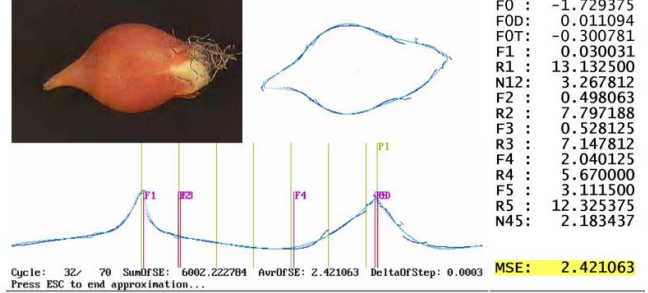 F0 : -1.729375
F0D: 0.011094
F0T: -0.300781
F1 : 0.030031
R1 : 13.132500
N12: 3.267812
F2 : 0.498063
R2 : 7.797188
F3 : 0.528125
R3 : 7.147812
F4 : 2.040125
R4 : 5.670000
F5 : 3.111500
R5 : 12.325375
N45: 2.183437
MSE: 2.421063
PI
F1
F4
Cycle: 32/ 70 SumOfSE: 6002.222784 AvrOfSE: 2.421063 DeltaOfStep: 0.0003
Press ESC to end approximation...